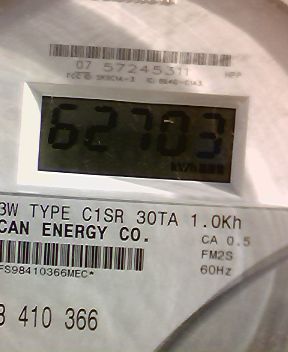 07 57245311 HPP
62703
kWh
3W TYPE C1SR 30TA 1.0Kh
CAN ENERGY CO.
CA 0.5
FM2S
60Hz
FS98410366MEC*
8 410 366